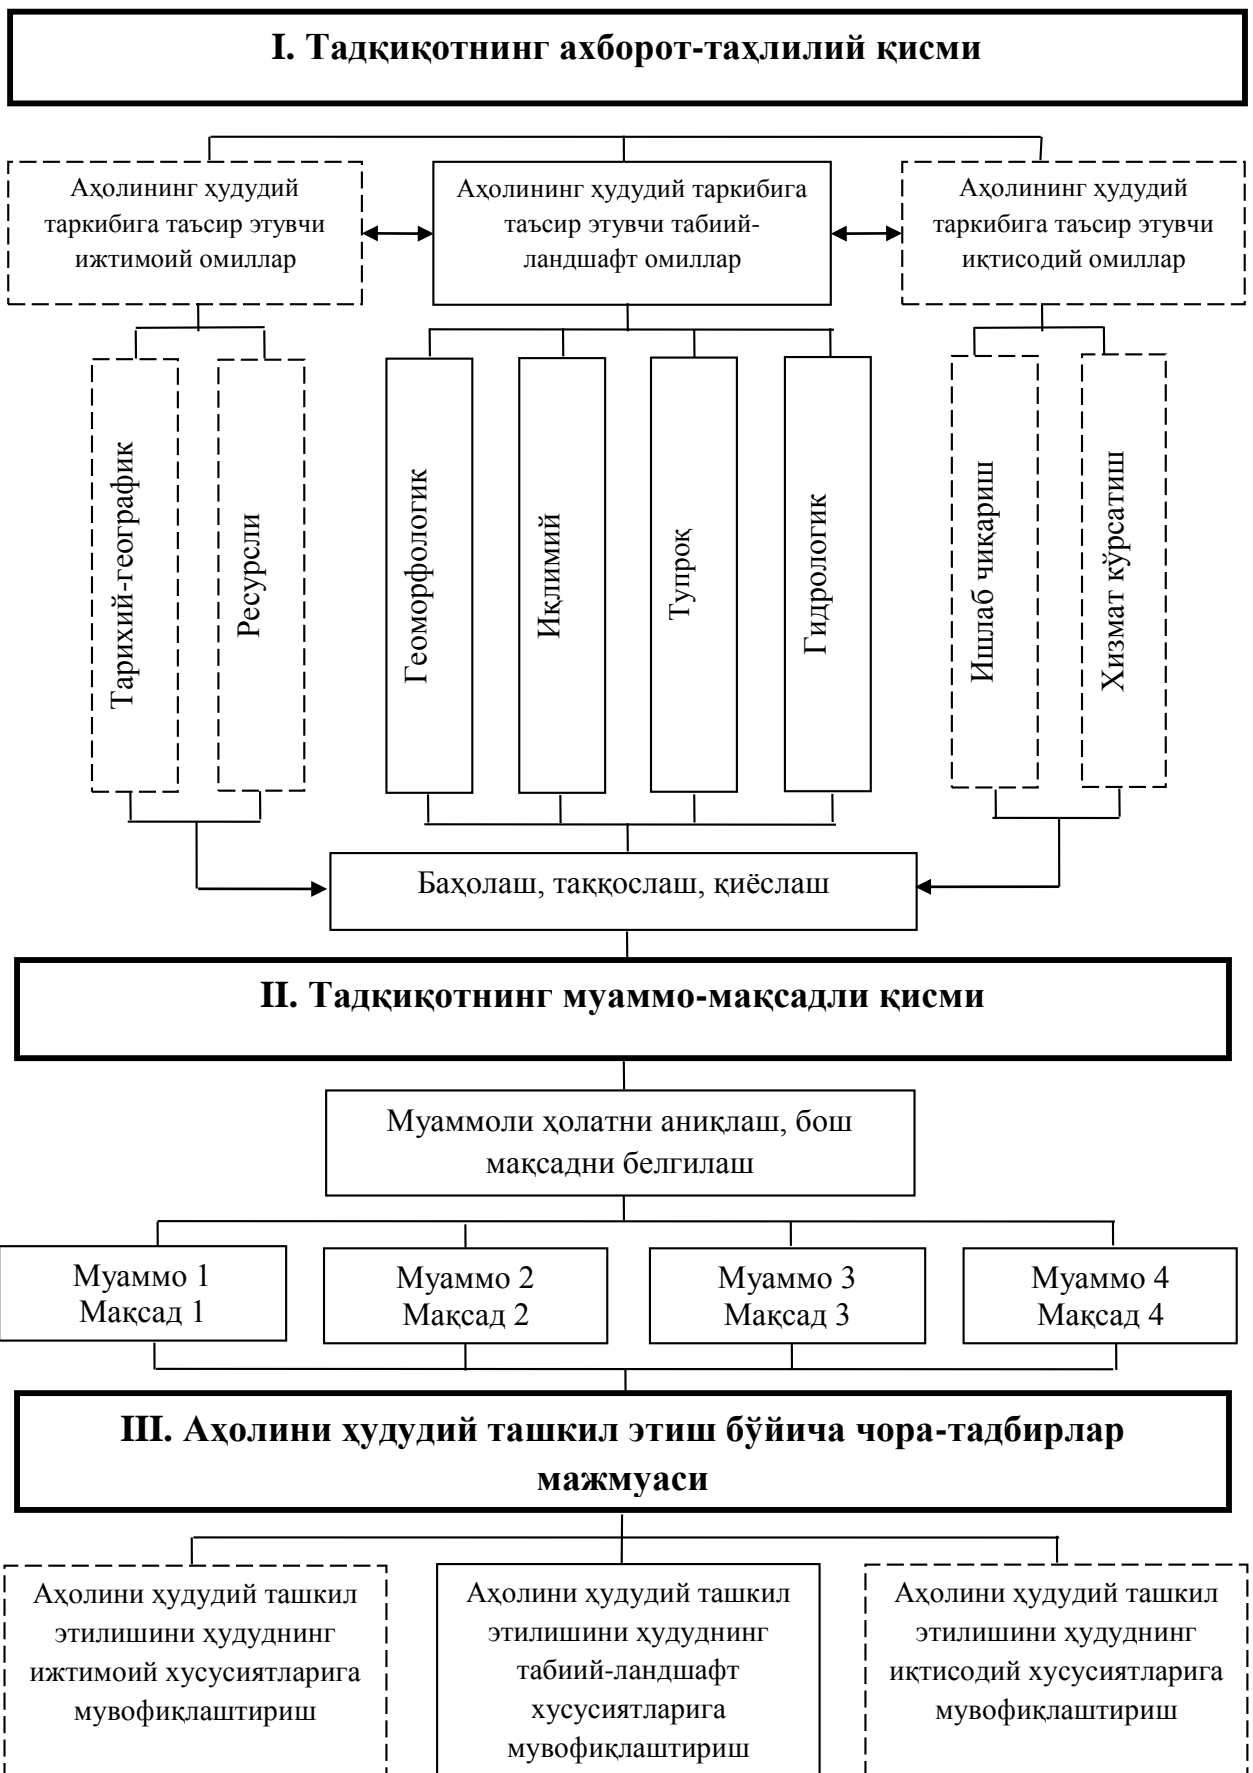 I. Тадқиқотнинг ахборот-таҳлилий қисми
Аҳолининг ҳудудий
таркибига таъсир этувчи
ижтимоий омиллар
Аҳолининг ҳудудий таркибига
таъсир этувчи табиий-
ландшафт омиллар
Аҳолининг ҳудудий
таркибига таъсир этувчи
иқтисодий омиллар
Тарихий-географик
Ресурсли
Геоморфологик
Иқлимий
Тупроқ
Гидрологик
Ишлаб чиқариш
Хизмат кўрсатиш
Баҳолаш, таққослаш, қиёслаш
II. Тадқиқотнинг муаммо-мақсадли қисми
Муаммоли ҳолатни аниқлаш, бош
мақсадни белгилаш
Муаммо 1
Мақсад 1
Муаммо 2
Мақсад 2
Муаммо 3
Мақсад 3
Муаммо 4
Мақсад 4
III. Аҳолини ҳудудий ташкил этиш бўйича чора-тадбирлар
мажмуаси
Аҳолини ҳудудий ташкил
этилишини ҳудуднинг
ижтимоий хусусиятларига
мувофиқлаштириш
Аҳолини ҳудудий ташкил
этилишини ҳудуднинг
табиий-ландшафт
хусусиятларига
мувофиқлаштириш
Аҳолини ҳудудий ташкил
этилишини ҳудуднинг
иқтисодий хусусиятларига
мувофиқлаштириш